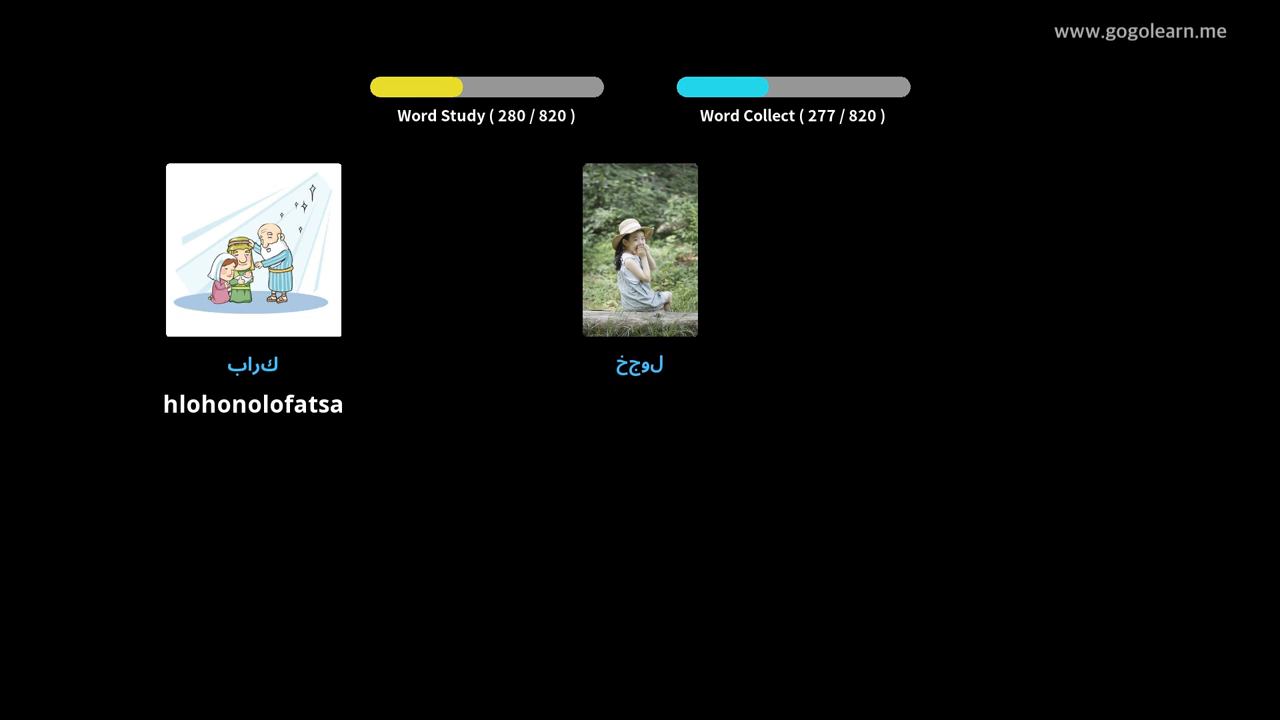 www.gogolearn.me
Word Study ( 280 / 820 )
Word Collect ( 277 / 820 )
كراب
لوجخ
hlohonolofatsa